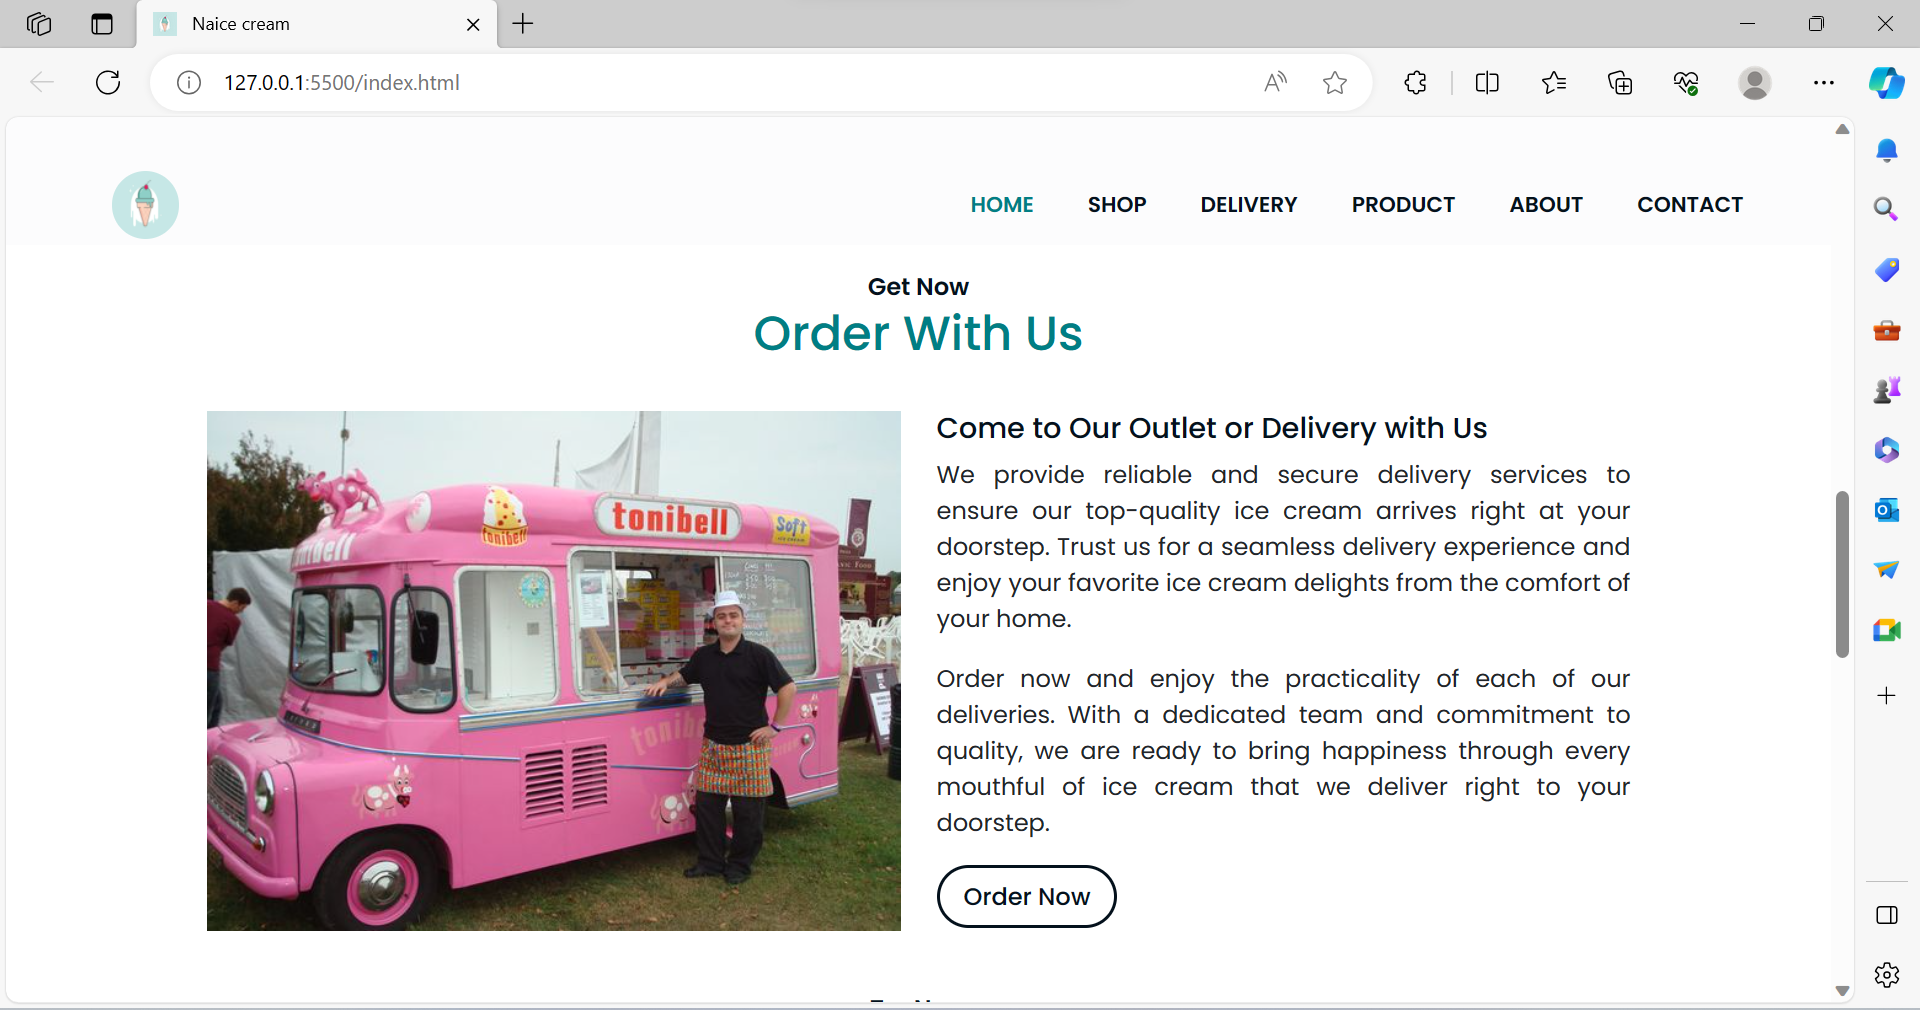 Naice cream
127.0.0.1:5500/index.html
HOME SHOP DELIVERY PRODUCT ABOUT CONTACT
Get Now
Order With Us
tonibell
Soft
tonibell
Come to Our Outlet or Delivery with Us
We provide reliable and secure delivery services to
ensure our top-quality ice cream arrives right at your
doorstep. Trust us for a seamless delivery experience and
enjoy your favorite ice cream delights from the comfort of
your home.
Order now and enjoy the practicality of each of our
deliveries. With a dedicated team and commitment to
quality, we are ready to bring happiness through every
mouthful of ice cream that we deliver right to your
doorstep.
Order Now